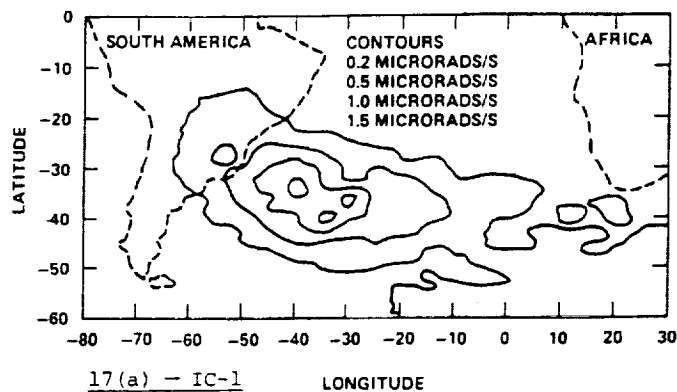 SOUTH AMERICA
CONTOURS
AFRICA
0.2 MICRORADS/S
0.5 MICRORADS/S
1.0 MICRORADS/S
1.5 MICRORADS/S
LATITUDE
0
-10
-20
-30
-40
-50
-60
-80 -70 -60 -50 -40 -30 -20 -10 0 10 20 30
17(a) — IC-1
LONGITUDE